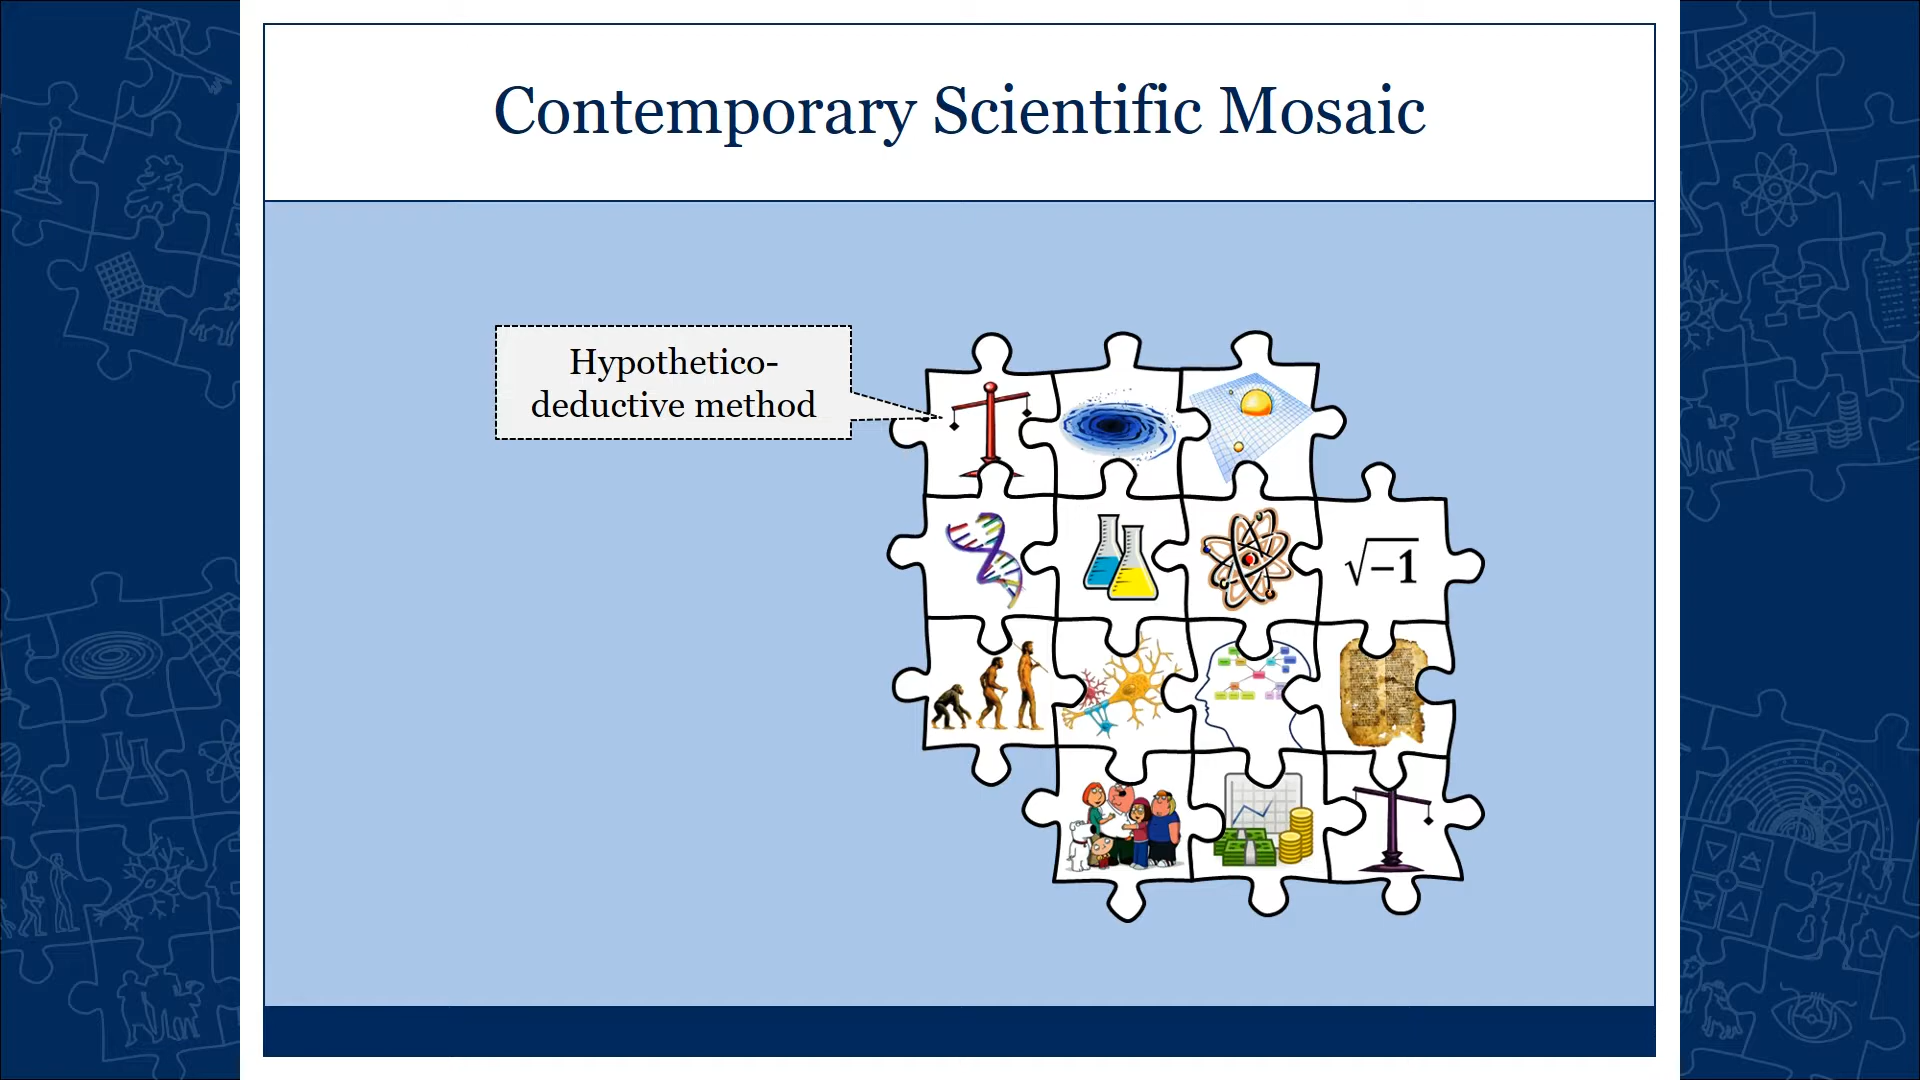 Contemporary Scientific Mosaic
Hypothetico-
deductive method
√−1